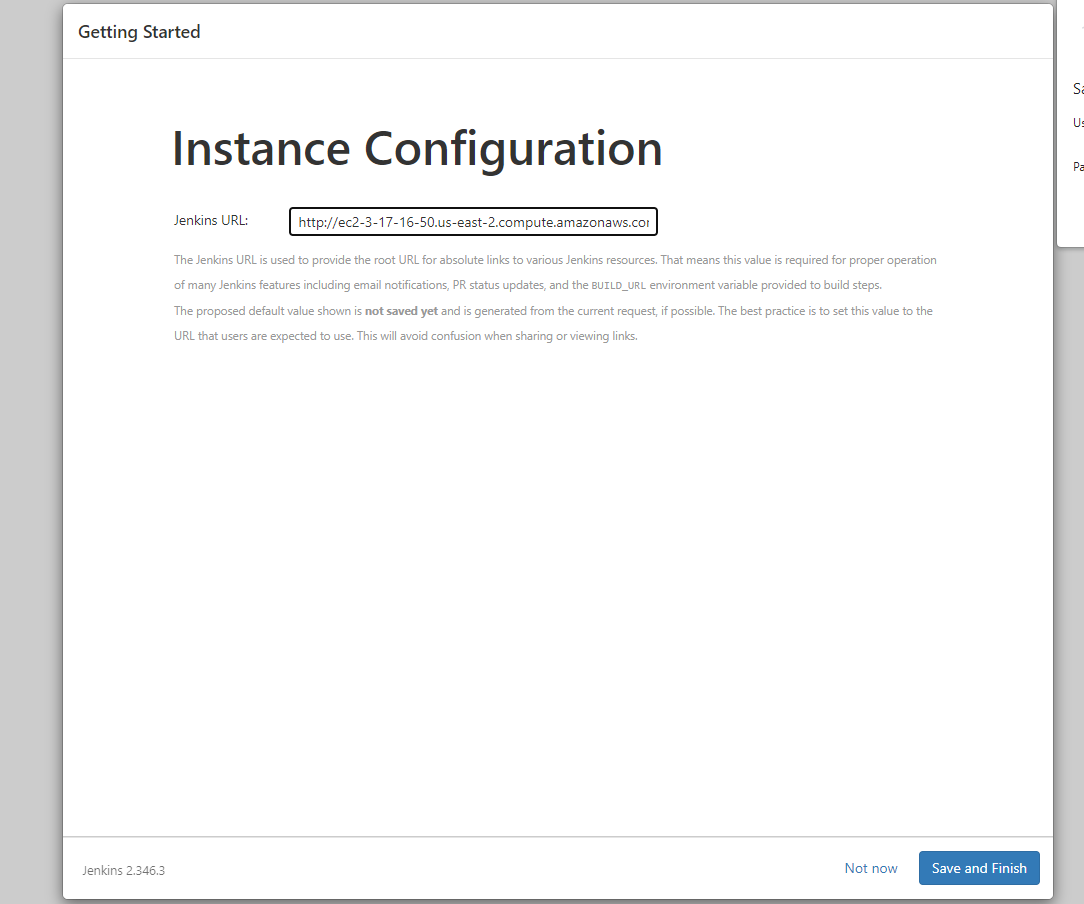 Getting Started
Instance Configuration
Jenkins URL: http://ec2-3-17-16-50.us-east-2.compute.amazonaws.co
The Jenkins URL is used to provide the root URL for absolute links to various Jenkins resources. That means this value is required for proper operation
of many Jenkins features including email notifications, PR status updates, and the BUILD_URL environment variable provided to build steps.
The proposed default value shown is not saved yet and is generated from the current request, if possible. The best practice is to set this value to the
URL that users are expected to use. This will avoid confusion when sharing or viewing links.
Jenkins 2.346.3
Not now
Save and Finish
Sa
Us
Pa